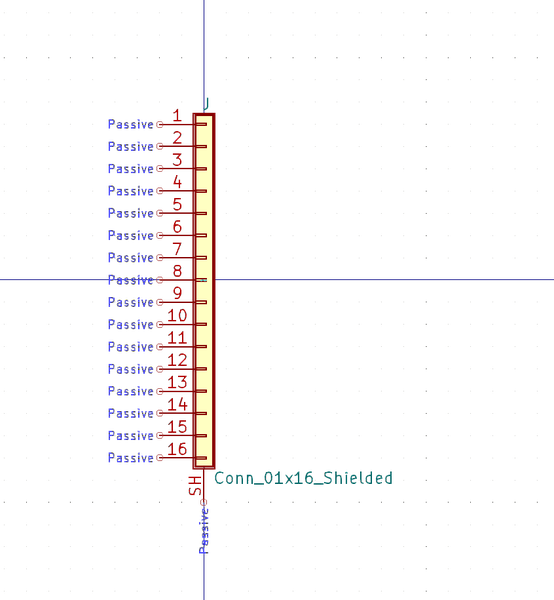 J
Passive 1
Passive 2
Passive 3
Passive 4
Passive 5
Passive 6
Passive 7
Passive 8
Passive 9
Passive 10
Passive 11
Passive 12
Passive 13
Passive 14
Passive 15
Passive 16
SH
Conn_01x16_Shielded
Passive